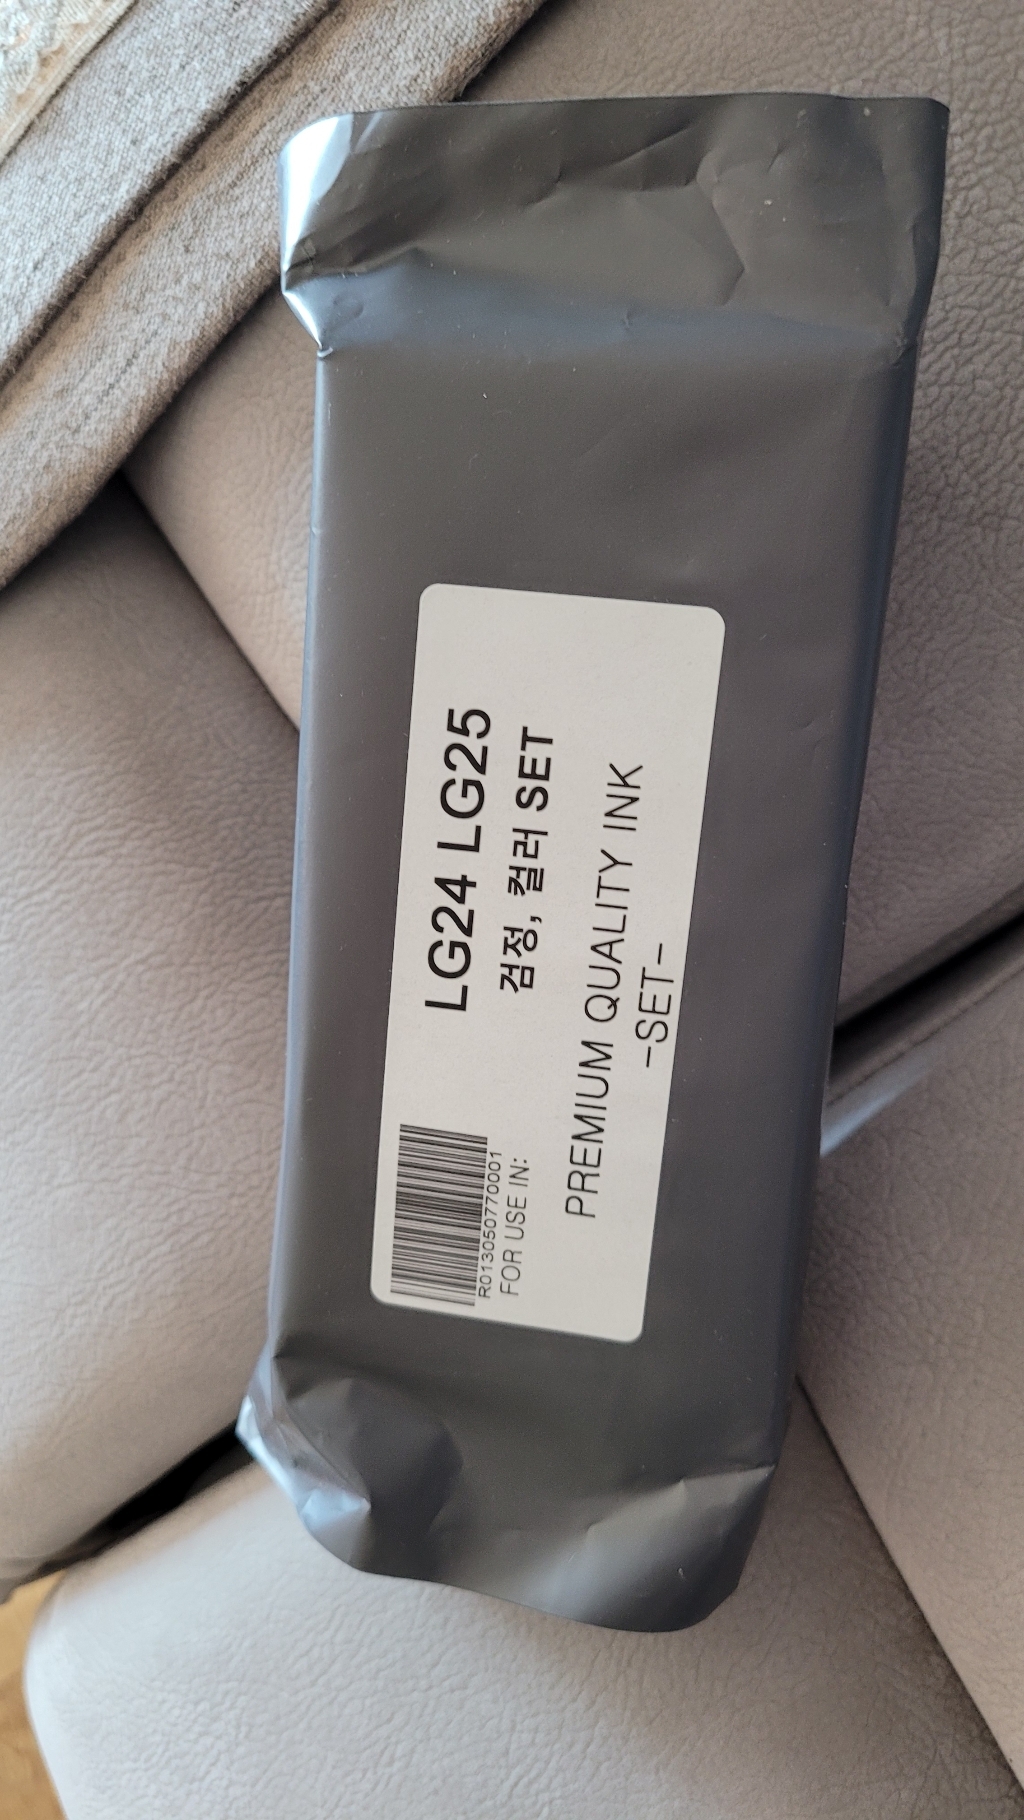 LG24 LG25
검정, 컬러 SET
R013050770001
FOR USE IN:
PREMIUM QUALITY INK
-SET-